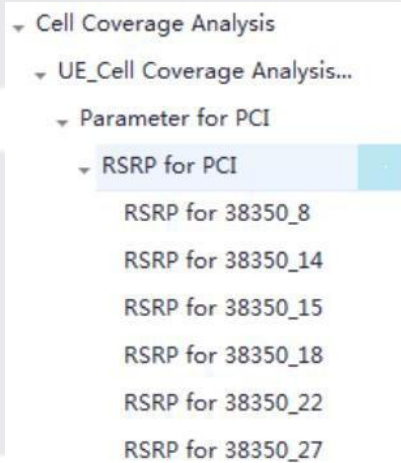 Cell Coverage Analysis
UE_Cell Coverage Analysis...
Parameter for PCI
RSRP for PCI
RSRP for 38350_8
RSRP for 38350_14
RSRP for 38350_15
RSRP for 38350_18
RSRP for 38350_22
RSRP for 38350_27